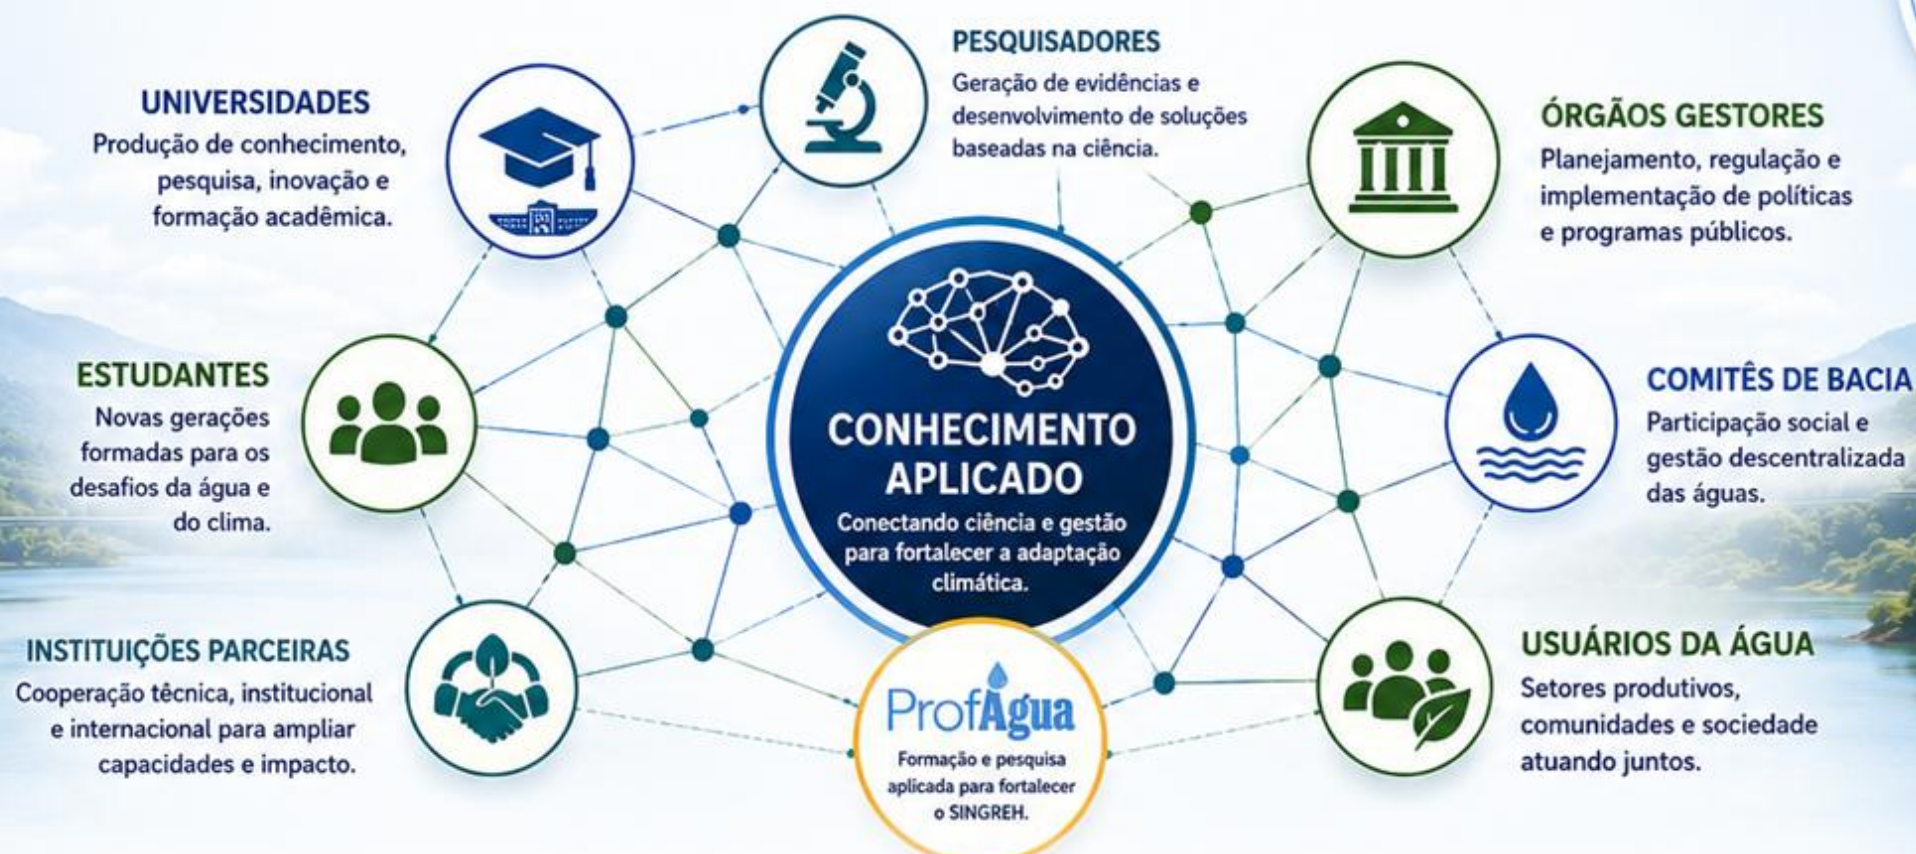 UNIVERSIDADES
Produção de conhecimento,
pesquisa, inovação e
formação acadêmica.
PESQUISADORES
Geração de evidências e
desenvolvimento de soluções
baseadas na ciência.
ÓRGÃOS GESTORES
Planejamento, regulação e
implementação de políticas
e programas públicos.
ESTUDANTES
Novas gerações
formadas para os
desafios da água e
do clima.
CONHECIMENTO
APLICADO
Conectando ciência e gestão
para fortalecer a adaptação
climática.
COMITÊS DE BACIA
Participação social e
gestão descentralizada
das águas.
INSTITUIÇÕES PARCEIRAS
Cooperação técnica, institucional
e internacional para ampliar
capacidades e impacto.
ProfÁgua
Formação e pesquisa
aplicada para fortalecer
o SINGREH.
USUÁRIOS DA ÁGUA
Setores produtivos,
comunidades e sociedade
atuando juntos.